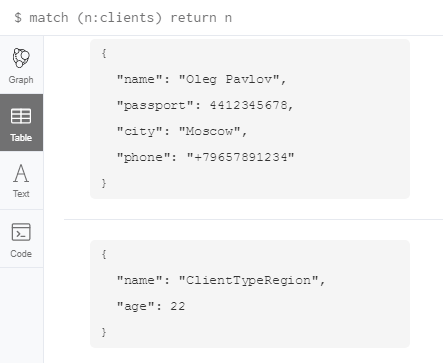 $ match (n:clients) return n
Graph
Table
Text
Code
{
"name": "Oleg Pavlov",
"passport": 4412345678,
"city": "Moscow",
"phone": "+79657891234"
}
{
"name": "ClientTypeRegion",
"age": 22
}